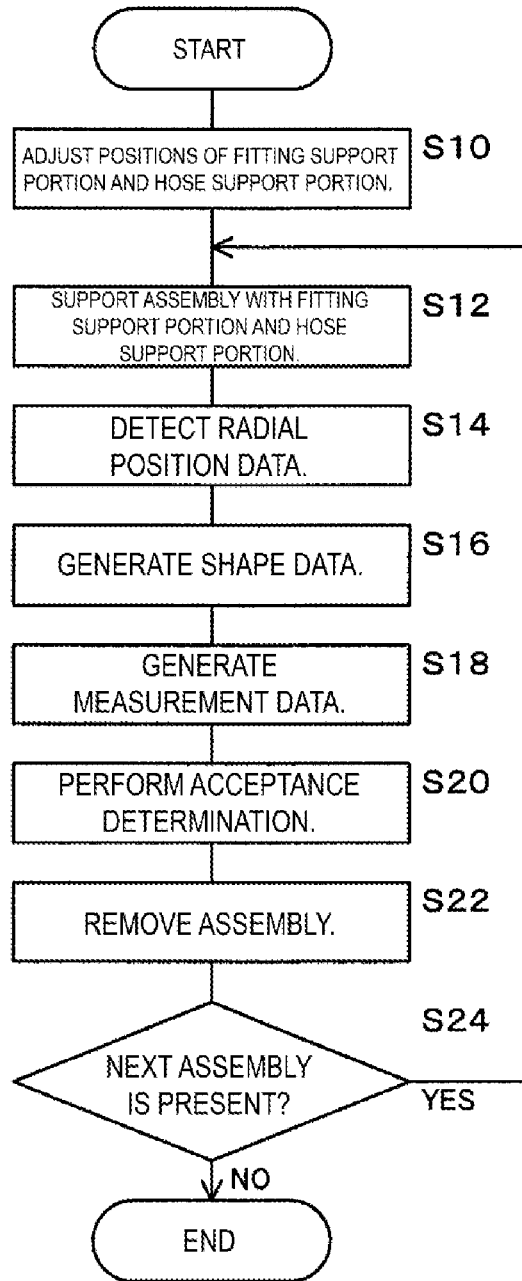 START
ADJUST POSITIONS OF FITTING SUPPORT
PORTION AND HOSE SUPPORT PORTION.
S10
SUPPORT ASSEMBLY WITH FITTING
SUPPORT PORTION AND HOSE
SUPPORT PORTION.
S12
DETECT RADIAL
POSITION DATA.
S14
GENERATE SHAPE DATA.
S16
GENERATE
MEASUREMENT DATA.
S18
PERFORM ACCEPTANCE
DETERMINATION.
S20
REMOVE ASSEMBLY.
S22
NEXT ASSEMBLY
IS PRESENT?
S24
YES
NO
END